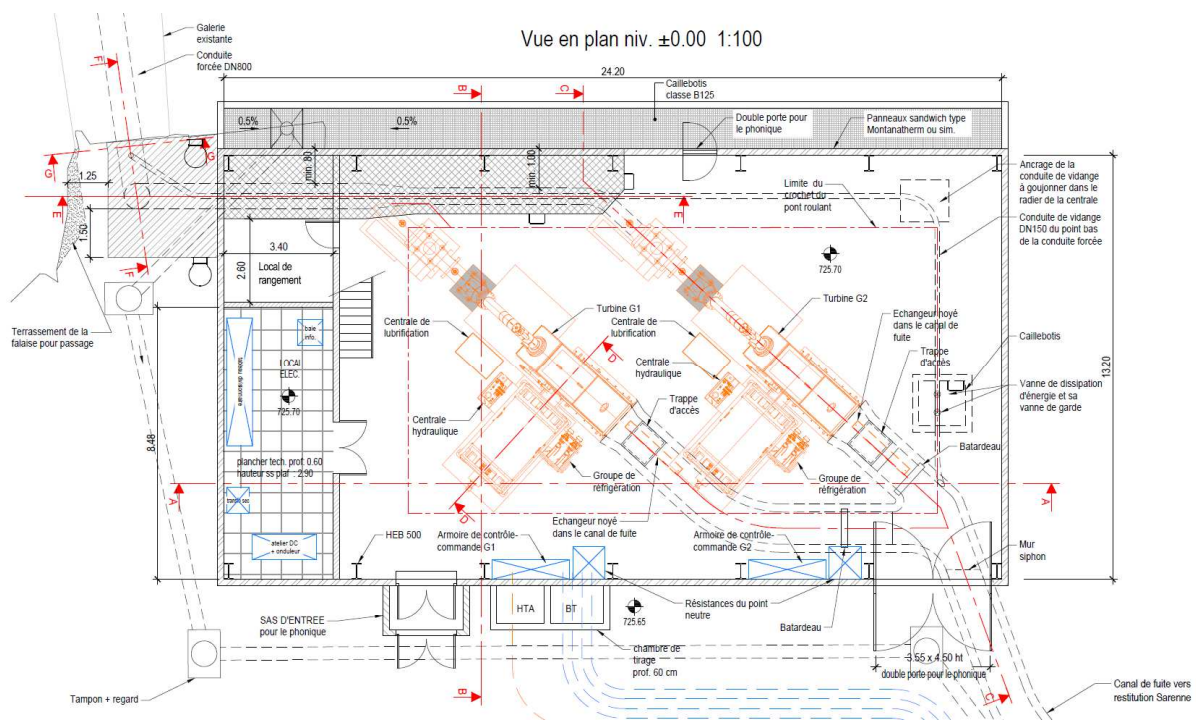 Vue en plan niv. ±0.00 1:100
Galerie
existante
Conduite
forcée DN800
24.20
Caillebotis
classe B125
Double porte pour
le phonique
Panneaux sandwich type
Montanatherm ou sim.
F
B
C
0.5%
0.5%
G
G
1.25
min. 80
min. 1.00
Limite du
crochet du
pont roulant
Ancrage de la
conduite de vidange
à goujonner dans le
radier de la centrale
E
E
1.50
3.40
2.60
Local de
rangement
F
725.70
Conduite de vidange
DN150 du point bas
de la conduite forcée
Terrassement de la
falaise pour passage
baie
info.
LOCAL
ELEC.
725.70
Centrale de
lubrification
Turbine G1
Centrale de
lubrification
Turbine G2
Echangeur noyé
dans le canal de
fuite
Trappe
d'accès
Caillebotis
D
Centrale
hydraulique
Centrale
hydraulique
Trappe
d'accès
13.20
Vanne de dissipation
d'énergie et sa
vanne de garde
8.48
plancher tech. prof. 0.60
hauteur ss plaf : 2.90
Groupe de
réfrigération
Groupe de
réfrigération
Batardeau
A
A
D
Echangeur noyé
dans le canal de fuite
atelier DC
+ onduleur
HEB 500
Armoire de contrôle-
commande G1
Armoire de contrôle-
commande G2
Mur
siphon
SAS D'ENTREE
pour le phonique
HTA
BT
725.65
Résistances du point
neutre
Batardeau
chambre de
tirage
prof. 60 cm
3.55 x 4.50 ht
double porte pour le phonique
Tampon + regard
B
C
Canal de fuite vers
restitution Sarenne